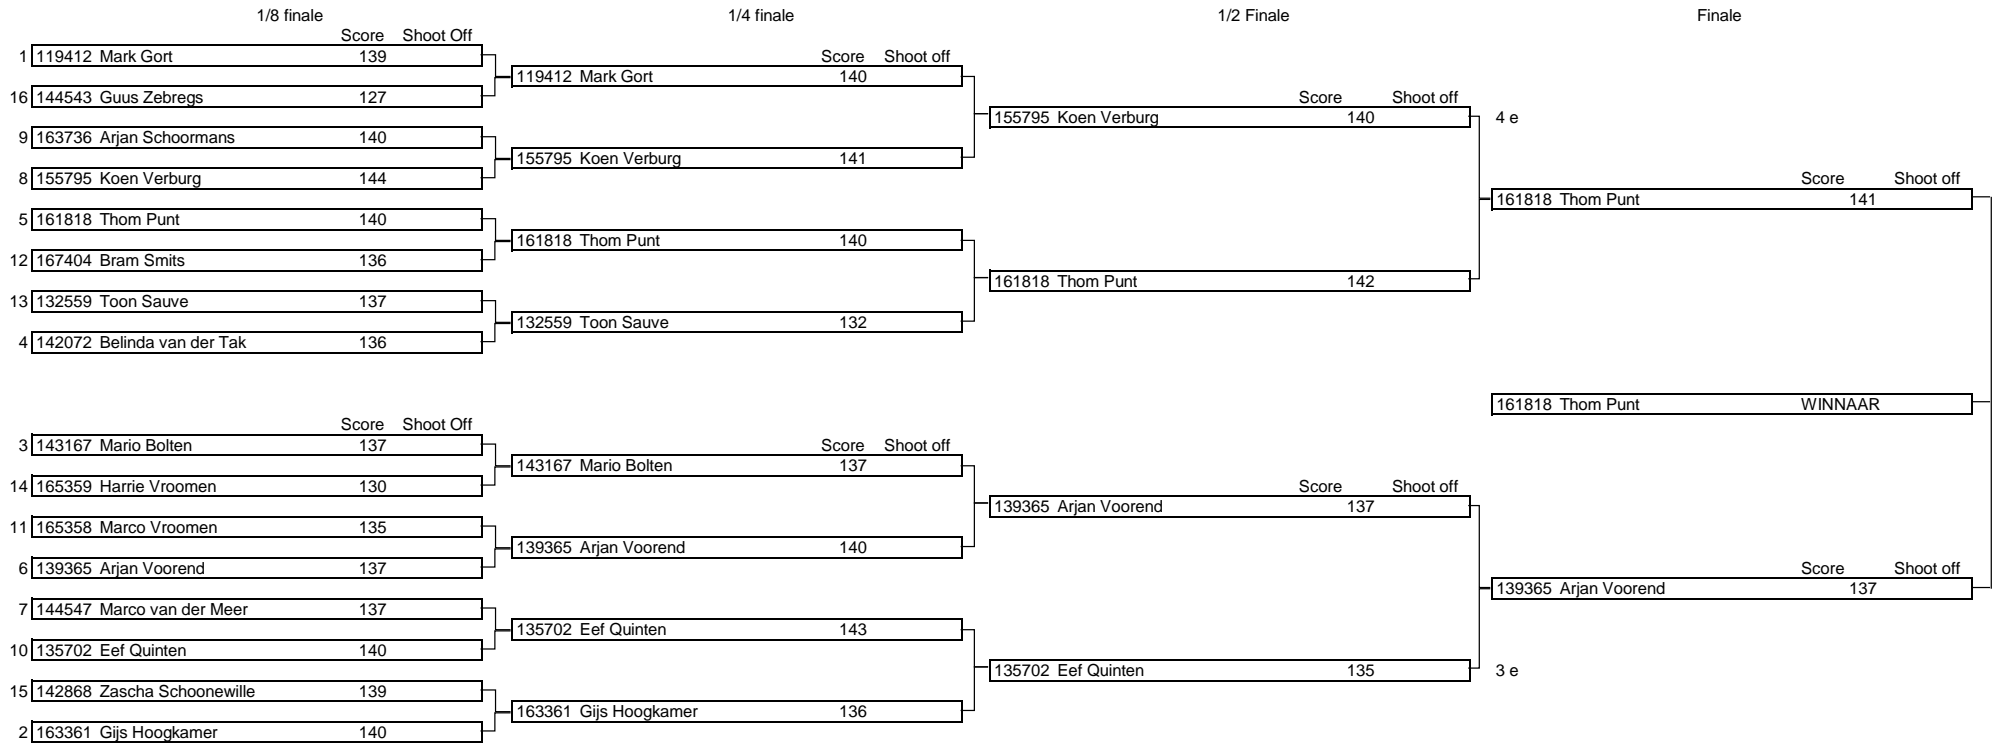 1/8 finale 1/4 finale 1/2 Finale Finale
Score Shoot Off
1 119412 Mark Gort 139
Score Shoot off
119412 Mark Gort 140
16 144543 Guus Zebregs 127
Score Shoot off
155795 Koen Verburg 140 4 e
9 163736 Arjan Schoormans 140
155795 Koen Verburg 141
8 155795 Koen Verburg 144
Score Shoot off
161818 Thom Punt 141
5 161818 Thom Punt 140
161818 Thom Punt 140
12 167404 Bram Smits 136
161818 Thom Punt 142
13 132559 Toon Sauve 137
132559 Toon Sauve 132
4 142072 Belinda van der Tak 136
161818 Thom Punt WINNAAR
Score Shoot Off
3 143167 Mario Bolten 137
Score Shoot off
143167 Mario Bolten 137
14 165359 Harrie Vroomen 130
Score Shoot off
139365 Arjan Voorend 137
11 165358 Marco Vroomen 135
139365 Arjan Voorend 140
6 139365 Arjan Voorend 137
Score Shoot off
139365 Arjan Voorend 137
7 144547 Marco van der Meer 137
135702 Eef Quinten 143
10 135702 Eef Quinten 140
135702 Eef Quinten 135 3 e
15 142868 Zascha Schoonewille 139
163361 Gijs Hoogkamer 136
2 163361 Gijs Hoogkamer 140